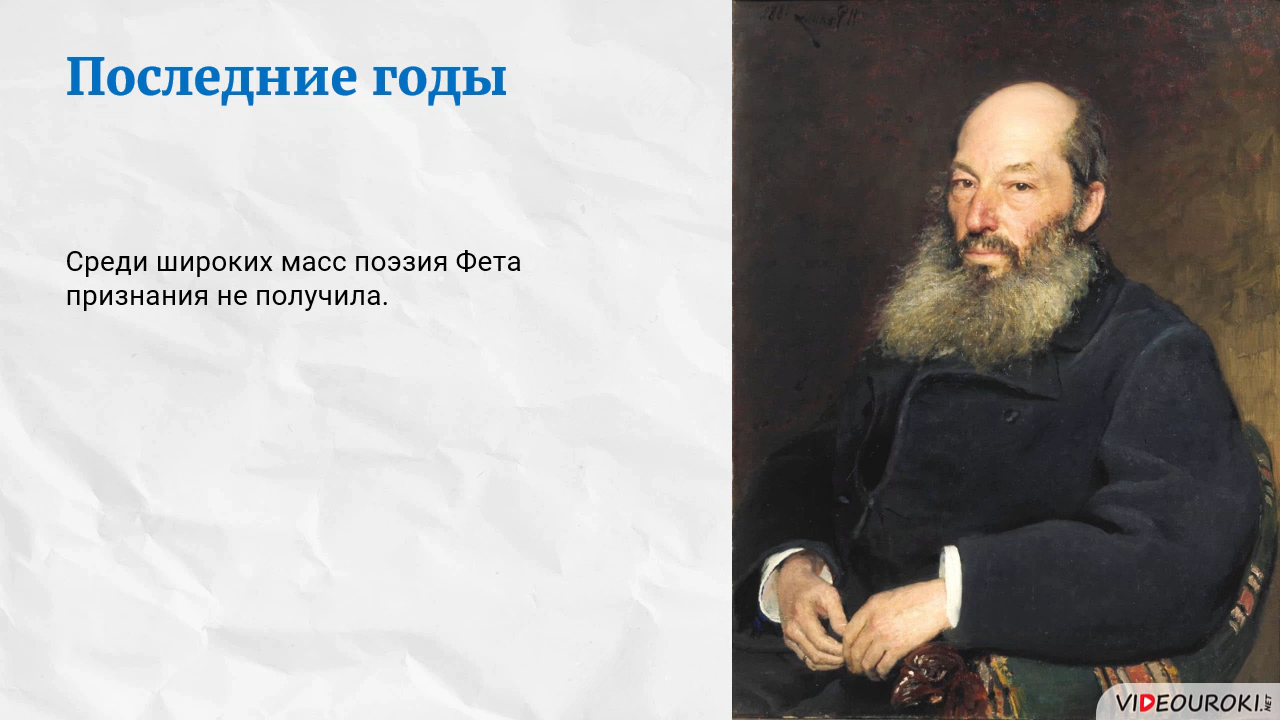 Последние годы
Среди широких масс поэзия Фета
признания не получила.
VIDEOUROKI.NET